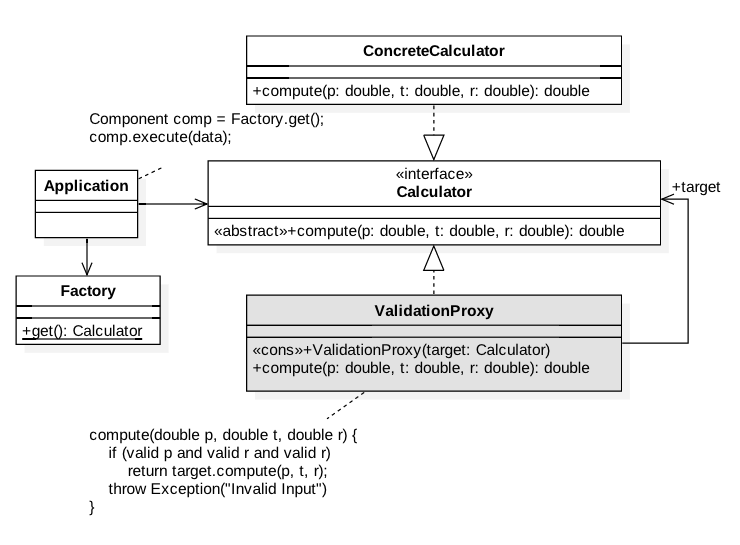 ConcreteCalculator
+compute(p: double, t: double, r: double): double
Component comp = Factory.get();
comp.execute(data);
«interface»
Calculator
«abstract»+compute(p: double, t: double, r: double): double
+target
Application
Factory
+get(): Calculator
ValidationProxy
«cons»+ValidationProxy(target: Calculator)
+compute(p: double, t: double, r: double): double
compute(double p, double t, double r) {
if (valid p and valid r and valid r)
return target.compute(p, t, r);
throw Exception("Invalid Input")
}